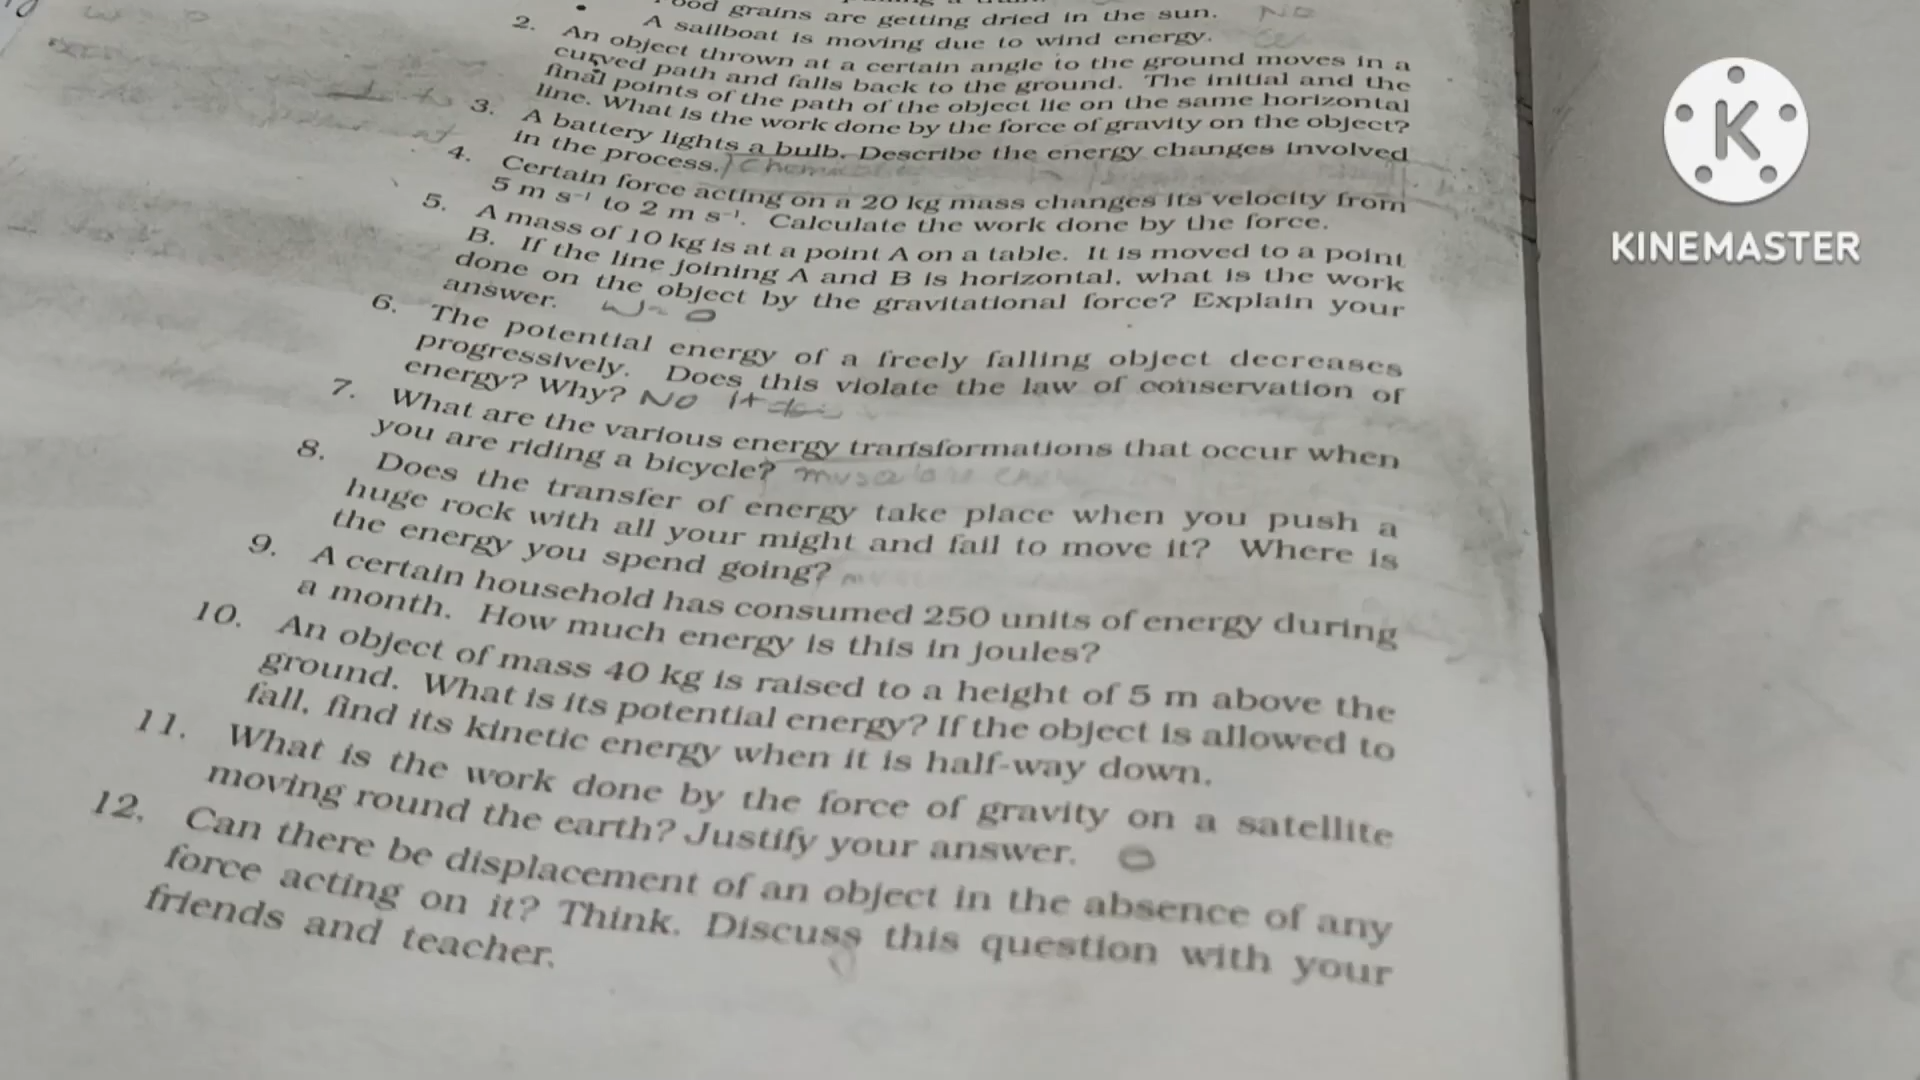 ood grains are getting dried in the sun. No
A sailboat is moving due to wind energy.
2. An object thrown at a certain angle to the ground moves in a
curved path and falls back to the ground. The initial and the
final points of the path of the object lie on the same horizontal
line. What is the work done by the force of gravity on the object?
3. A battery lights a bulb. Describe the energy changes involved
in the process.
4. Certain force acting on a 20 kg mass changes its velocity from
5 m s⁻¹ to 2 m s⁻¹. Calculate the work done by the force.
5. A mass of 10 kg is at a point A on a table. It is moved to a point
B. If the line joining A and B is horizontal, what is the work
done on the object by the gravitational force? Explain your
answer. W= 0
6. The potential energy of a freely falling object decreases
progressively. Does this violate the law of conservation of
energy? Why? No it
7. What are the various energy transformations that occur when
you are riding a bicycle?
8. Does the transfer of energy take place when you push a
huge rock with all your might and fail to move it? Where is
the energy you spend going?
9. A certain household has consumed 250 units of energy during
a month. How much energy is this in joules?
10. An object of mass 40 kg is raised to a height of 5 m above the
ground. What is its potential energy? If the object is allowed to
fall, find its kinetic energy when it is half-way down.
11. What is the work done by the force of gravity on a satellite
moving round the earth? Justify your answer. 0
12. Can there be displacement of an object in the absence of any
force acting on it? Think. Discuss this question with your
friends and teacher.
K
KINEMASTER